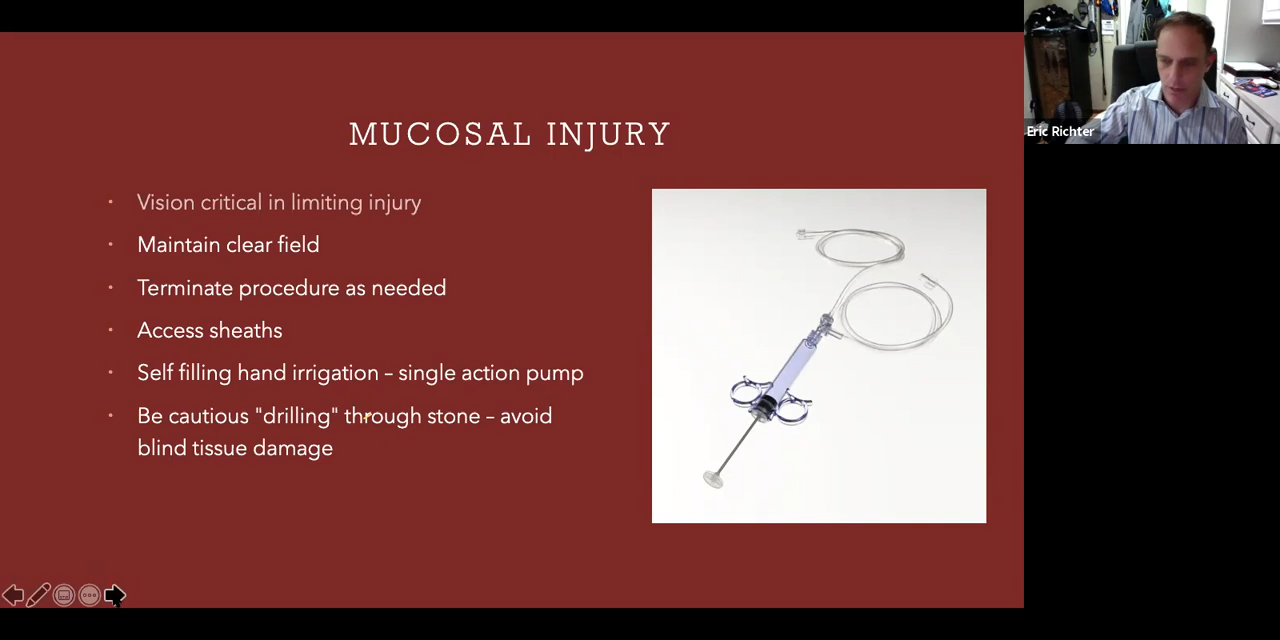 MUCOSAL INJURY
Vision critical in limiting injury
Maintain clear field
Terminate procedure as needed
Access sheaths
Self filling hand irrigation – single action pump
Be cautious "drilling" through stone – avoid
blind tissue damage
Eric Richter